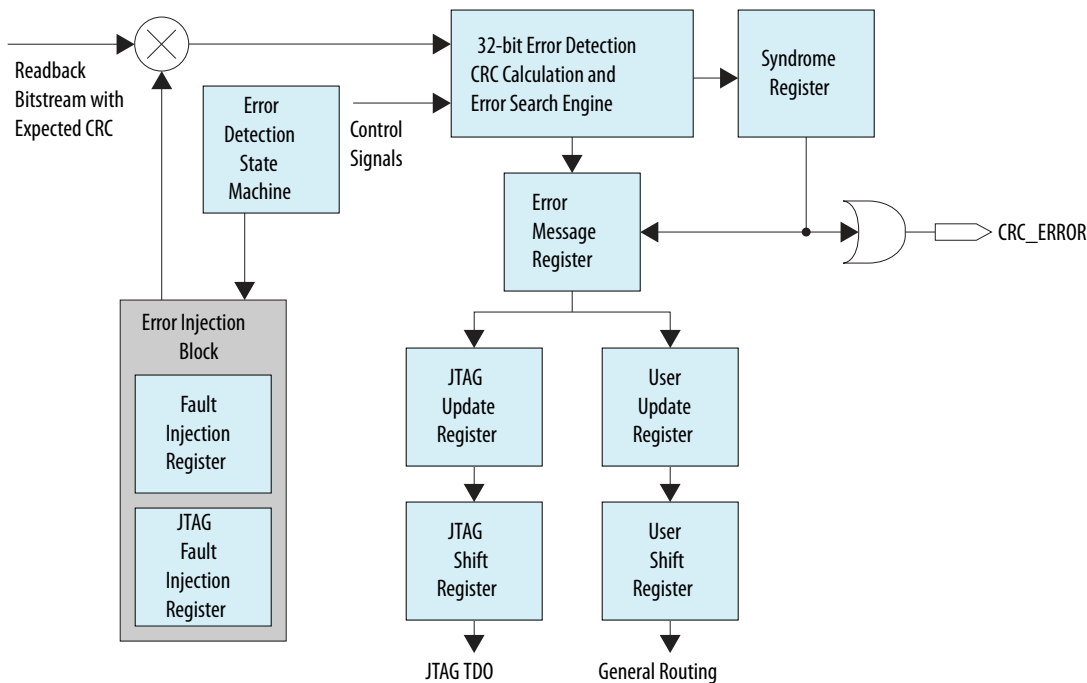 Readback
Bitstream with
Expected CRC
Error
Detection
State
Machine
Control
Signals
32-bit Error Detection
CRC Calculation and
Error Search Engine
Syndrome
Register
Error
Message
Register
CRC_ERROR
Error Injection
Block
Fault
Injection
Register
JTAG
Fault
Injection
Register
JTAG
Update
Register
User
Update
Register
JTAG
Shift
Register
User
Shift
Register
JTAG TDO
General Routing